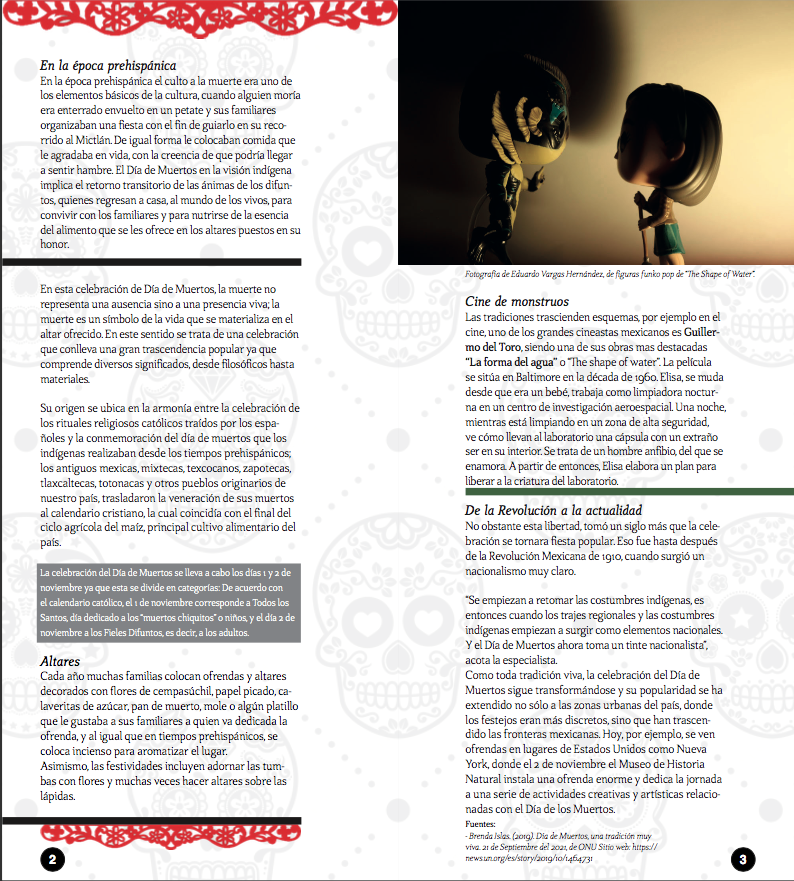 En la época prehispánica
En la época prehispánica el culto a la muerte era uno de
los elementos básicos de la cultura, cuando alguien moría
era enterrado envuelto en un petate y sus familiares
organizaban una fiesta con el fin de guiarlo en su reco-
rrido al Mictlán. De igual forma le colocaban comida que
le agradaba en vida, con la creencia de que podría llegar
a sentir hambre. El Día de Muertos en la visión indígena
implica el retorno transitorio de las ánimas de los difun-
tos, quienes regresan a casa, al mundo de los vivos, para
convivir con los familiares y para nutrirse de la esencia
del alimento que se les ofrece en los altares puestos en su
honor.
En esta celebración de Día de Muertos, la muerte no
representa una ausencia sino a una presencia viva; la
muerte es un símbolo de la vida que se materializa en el
altar ofrecido. En este sentido se trata de una celebración
que conlleva una gran trascendencia popular ya que
comprende diversos significados, desde filosóficos hasta
materiales.
Su origen se ubica en la armonía entre la celebración de
los rituales religiosos católicos traídos por los espa-
ñoles y la conmemoración del día de muertos que los
indígenas realizaban desde los tiempos prehispánicos;
los antiguos mexicas, mixtecas, texcocanos, zapotecas,
tlaxcaltecas, totonacas y otros pueblos originarios de
nuestro país, trasladaron la veneración de sus muertos
al calendario cristiano, la cual coincidía con el final del
ciclo agrícola del maíz, principal cultivo alimentario del
país.
La celebración del Día de Muertos se lleva a cabo los días 1 y 2 de
noviembre ya que esta se divide en categorías: De acuerdo con
el calendario católico, el 1 de noviembre corresponde a Todos los
Santos, día dedicado a los "muertos chiquitos" o niños, y el día 2 de
noviembre a los Fieles Difuntos, es decir, a los adultos.
Altares
Cada año muchas familias colocan ofrendas y altares
decorados con flores de cempasúchil, papel picado, ca-
laveritas de azúcar, pan de muerto, mole o algún platillo
que le gustaba a sus familiares a quien va dedicada la
ofrenda, y al igual que en tiempos prehispánicos, se
coloca incienso para aromatizar el lugar.
Asimismo, las festividades incluyen adornar las tum-
bas con flores y muchas veces hacer altares sobre las
lápidas.
2
Fotografía de Eduardo Vargas Hernández, de figuras funko pop de "The Shape of Water".
Cine de monstruos
Las tradiciones trascienden esquemas, por ejemplo en el
cine, uno de los grandes cineastas mexicanos es Guiller-
mo del Toro, siendo una de sus obras mas destacadas
"La forma del agua" o "The shape of water". La película
se sitúa en Baltimore en la década de 1960. Elisa, se muda
desde que era un bebé, trabaja como limpiadora noctur-
na en un centro de investigación aeroespacial. Una noche,
mientras está limpiando en un zona de alta seguridad,
ve cómo llevan al laboratorio una cápsula con un extraño
ser en su interior. Se trata de un hombre anfibio, del que se
enamora. A partir de entonces, Elisa elabora un plan para
liberar a la criatura del laboratorio.
De la Revolución a la actualidad
No obstante esta libertad, tomó un siglo más que la cele-
bración se tornara fiesta popular. Eso fue hasta después
de la Revolución Mexicana de 1910, cuando surgió un
nacionalismo muy claro.
"Se empiezan a retomar las costumbres indígenas, es
entonces cuando los trajes regionales y las costumbres
indígenas empiezan a surgir como elementos nacionales.
Y el Día de Muertos ahora toma un tinte nacionalista",
acota la especialista.
Como toda tradición viva, la celebración del Día de
Muertos sigue transformándose y su popularidad se ha
extendido no sólo a las zonas urbanas del país, donde
los festejos eran más discretos, sino que han trascen-
dido las fronteras mexicanas. Hoy, por ejemplo, se ven
ofrendas en lugares de Estados Unidos como Nueva
York, donde el 2 de noviembre el Museo de Historia
Natural instala una ofrenda enorme y dedica la jornada
a una serie de actividades creativas y artísticas relacio-
nadas con el Día de los Muertos.
Fuentes:
- Brenda Islas. (2019). Día de Muertos, una tradición muy
viva. 21 de Septiembre del 2021, de ONU Sitio web: https://
news.un.org/es/story/2019/10/1464731
3